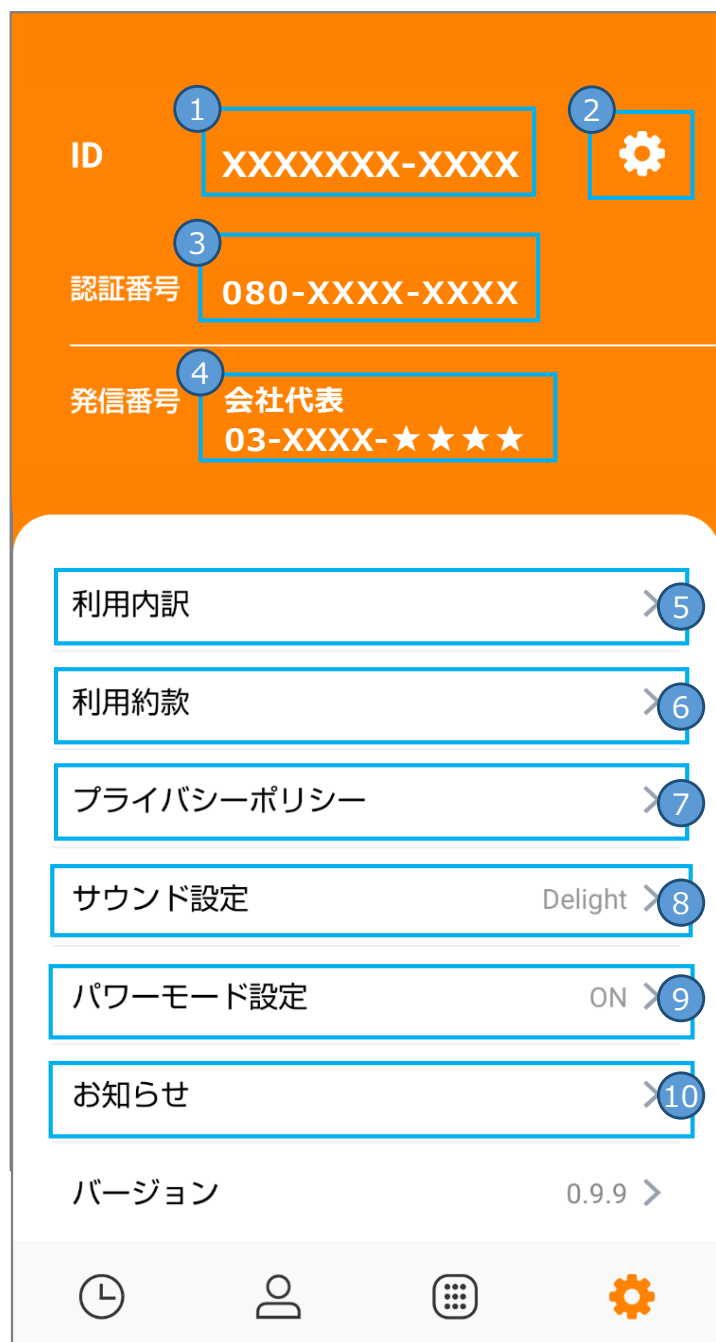 1
2
ID XXXXXXX-XXXX
3
認証番号 080-XXXX-XXXX
4
発信番号 会社代表
03-XXXX-★★★★
利用内訳 5
利用約款 6
プライバシーポリシー 7
サウンド設定 Delight 8
パワーモード設定 ON 9
お知らせ 10
バージョン 0.9.9